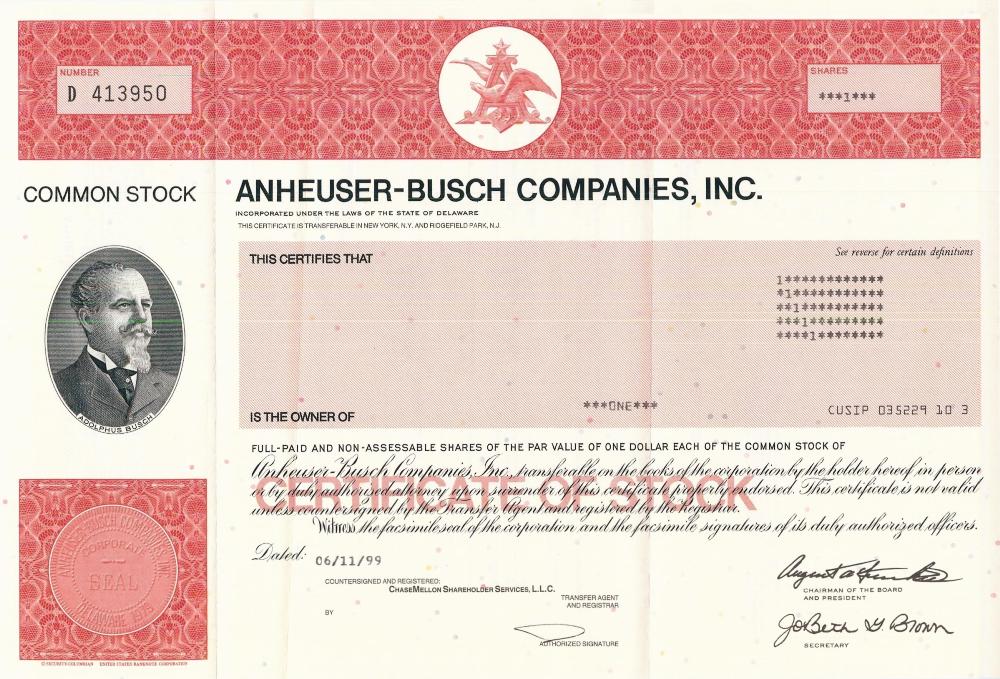 NUMBER
D 413950
SHARES
***1***
COMMON STOCK
ANHEUSER-BUSCH COMPANIES, INC.
INCORPORATED UNDER THE LAWS OF THE STATE OF DELAWARE
THIS CERTIFICATE IS TRANSFERABLE IN NEW YORK, N.Y. AND RIDGEFIELD PARK, N.J.
THIS CERTIFIES THAT
See reverse for certain definitions
1************
*1***********
**1**********
***1*********
****1********
ADOLPHUS BUSCH
***ONE***
CUSIP 035229 10 3
IS THE OWNER OF
FULL-PAID AND NON-ASSESSABLE SHARES OF THE PAR VALUE OF ONE DOLLAR EACH OF THE COMMON STOCK OF
Anheuser-Busch Companies, Inc., transferable on the books of the corporation by the holder hereof in person
or by duly authorized attorney upon surrender of this certificate properly endorsed. This certificate is not valid
unless countersigned by the Transfer Agent and registered by the Registrar.
CERTIFICATE OF STOCK
Witness the facsimile seal of the corporation and the facsimile signatures of its duly authorized officers.
Dated: 06/11/99
COUNTERSIGNED AND REGISTERED:
CHASEMELLON SHAREHOLDER SERVICES, L.L.C.
TRANSFER AGENT
AND REGISTRAR
BY
AUTHORIZED SIGNATURE
CHAIRMAN OF THE BOARD
AND PRESIDENT
JoBeth G. Brown
SECRETARY
ANHEUSER-BUSCH COMPANIES, INC.
CORPORATE
SEAL
DELAWARE
© SECURITY-COLUMBIAN UNITED STATES BANKNOTE CORPORATION